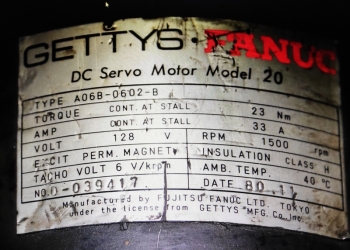 GETTYS · FANUC
DC Servo Motor Model 20
TYPE A06B-0602-B
TORQUE CONT. AT STALL 23 Nm
AMP CONT. AT STALL 33 A
VOLT 128 V RPM 1500 rpm
EXCIT PERM. MAGNET INSULATION CLASS H
TACHO VOLT 6 V/krpm AMB. TEMP. 40 °C
NO. 0-039417 DATE 80.11
Manufactured by FUJITSU FANUC LTD. TOKYO
under the license from GETTYS MFG. Co. Inc.